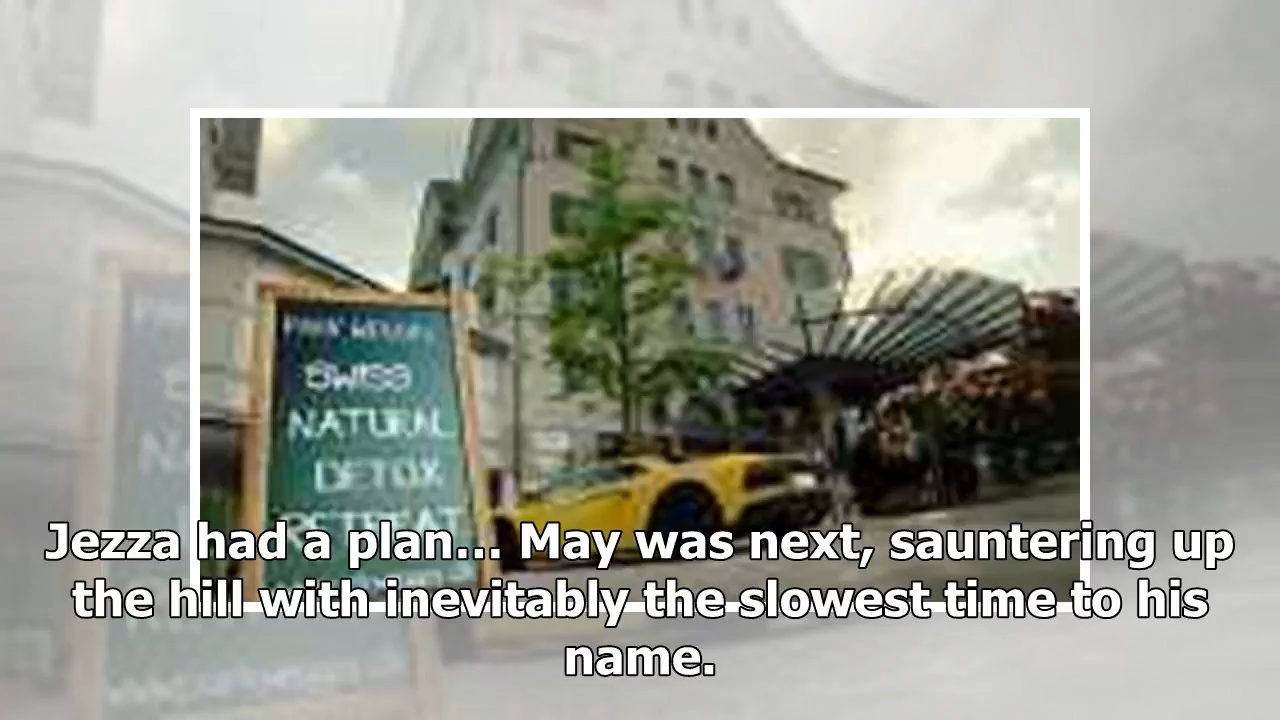 SWISS
NATURAL
DETOX
RETREAT
Jezza had a plan... May was next, sauntering up
the hill with inevitably the slowest time to his
name.